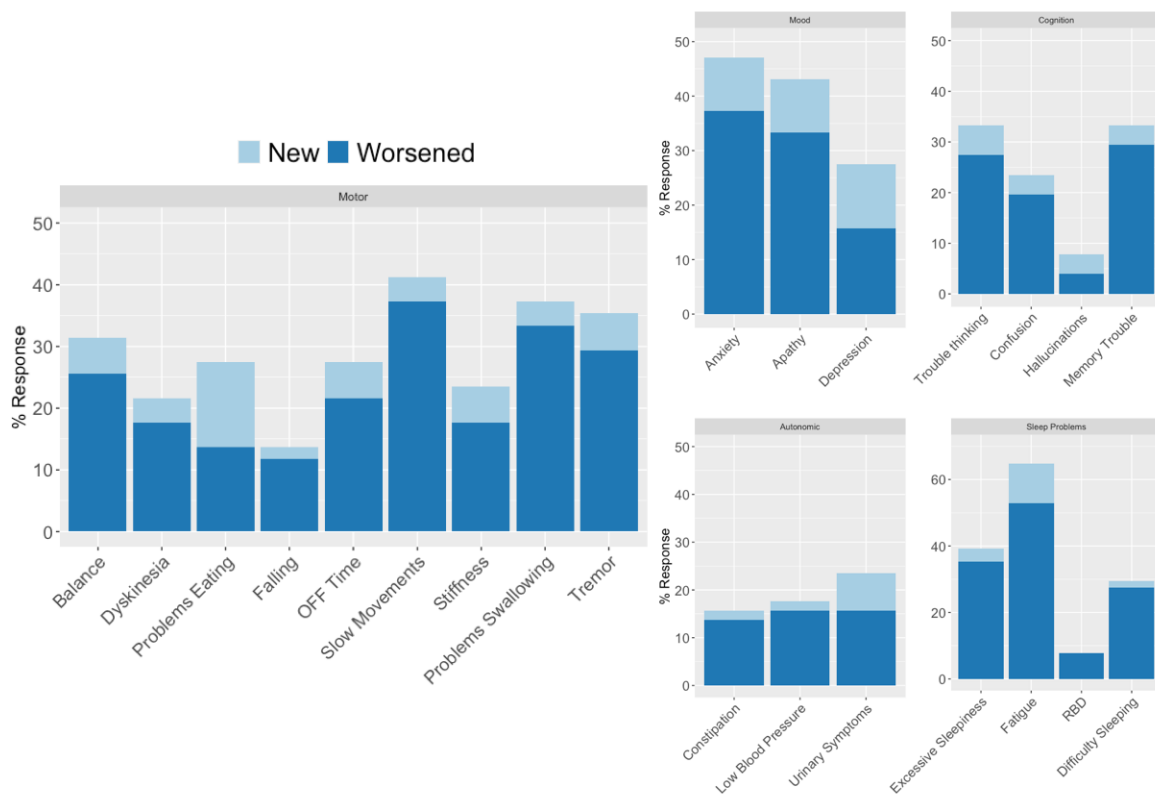 New Worsened
Motor
% Response
50
40
30
20
10
0
Balance
Dyskinesia
Problems Eating
Falling
OFF Time
Slow Movements
Stiffness
Problems Swallowing
Tremor
Mood
% Response
50
40
30
20
10
0
Anxiety
Apathy
Depression
Cognition
50
40
30
20
10
0
Trouble thinking
Confusion
Hallucinations
Memory Trouble
Autonomic
% Response
50
40
30
20
10
0
Constipation
Low Blood Pressure
Urinary Symptoms
Sleep Problems
60
40
20
0
Excessive Sleepiness
Fatigue
RBD
Difficulty Sleeping